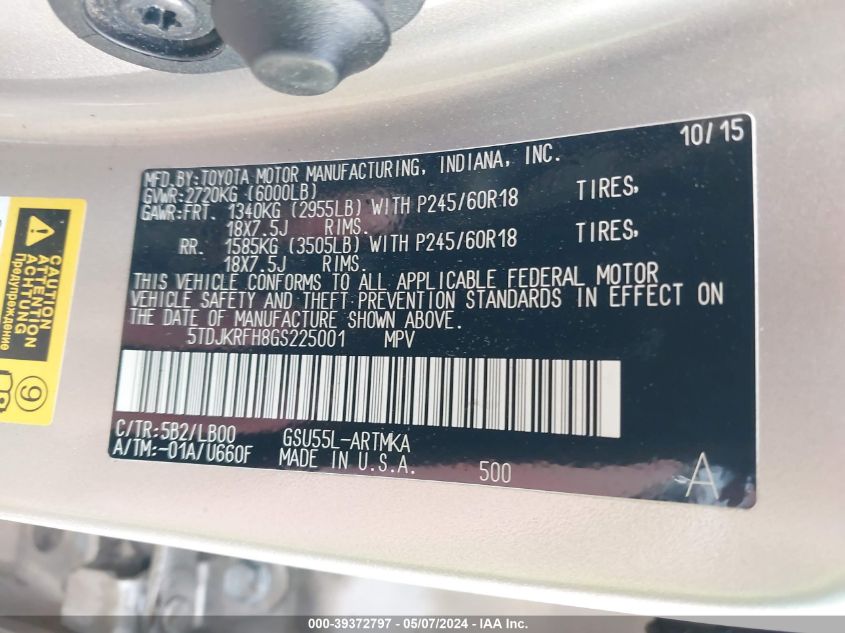 10/15
MFD.BY:TOYOTA MOTOR MANUFACTURING, INDIANA, INC.
GVWR:2720KG (6000LB)
GAWR:FRT. 1340KG (2955LB) WITH P245/60R18 TIRES,
18X7.5J RIMS.
RR. 1585KG (3505LB) WITH P245/60R18 TIRES,
18X7.5J RIMS.
THIS VEHICLE CONFORMS TO ALL APPLICABLE FEDERAL MOTOR
VEHICLE SAFETY AND THEFT PREVENTION STANDARDS IN EFFECT ON
THE DATE OF MANUFACTURE SHOWN ABOVE.
5TDJKRFH8GS225001 MPV
C/TR:5B2/LB00 GSU55L-ARTMKA
A/TM:-01A/U660F MADE IN U.S.A. 500
A
CAUTION
ATTENTION
ACHTUNG
Предупреждение
9
000-39372797 - 05/07/2024 - IAA Inc.